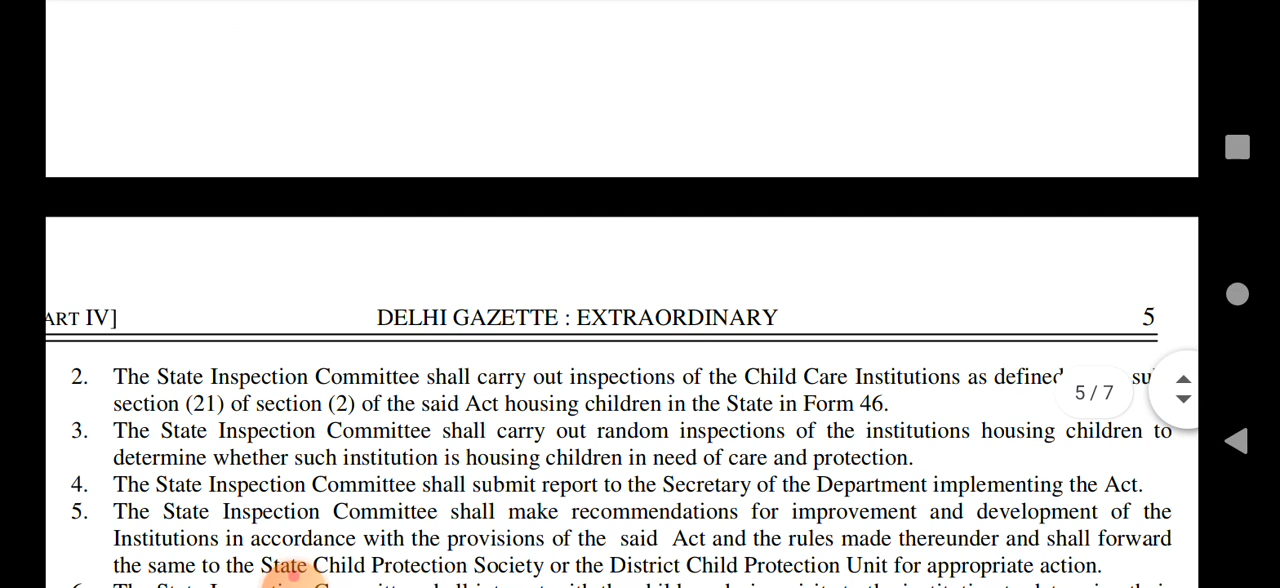 ART IV]
DELHI GAZETTE : EXTRAORDINARY
5
2. The State Inspection Committee shall carry out inspections of the Child Care Institutions as defined su
section (21) of section (2) of the said Act housing children in the State in Form 46.
5 / 7
3. The State Inspection Committee shall carry out random inspections of the institutions housing children to
determine whether such institution is housing children in need of care and protection.
4. The State Inspection Committee shall submit report to the Secretary of the Department implementing the Act.
5. The State Inspection Committee shall make recommendations for improvement and development of the
Institutions in accordance with the provisions of the said Act and the rules made thereunder and shall forward
the same to the State Child Protection Society or the District Child Protection Unit for appropriate action.